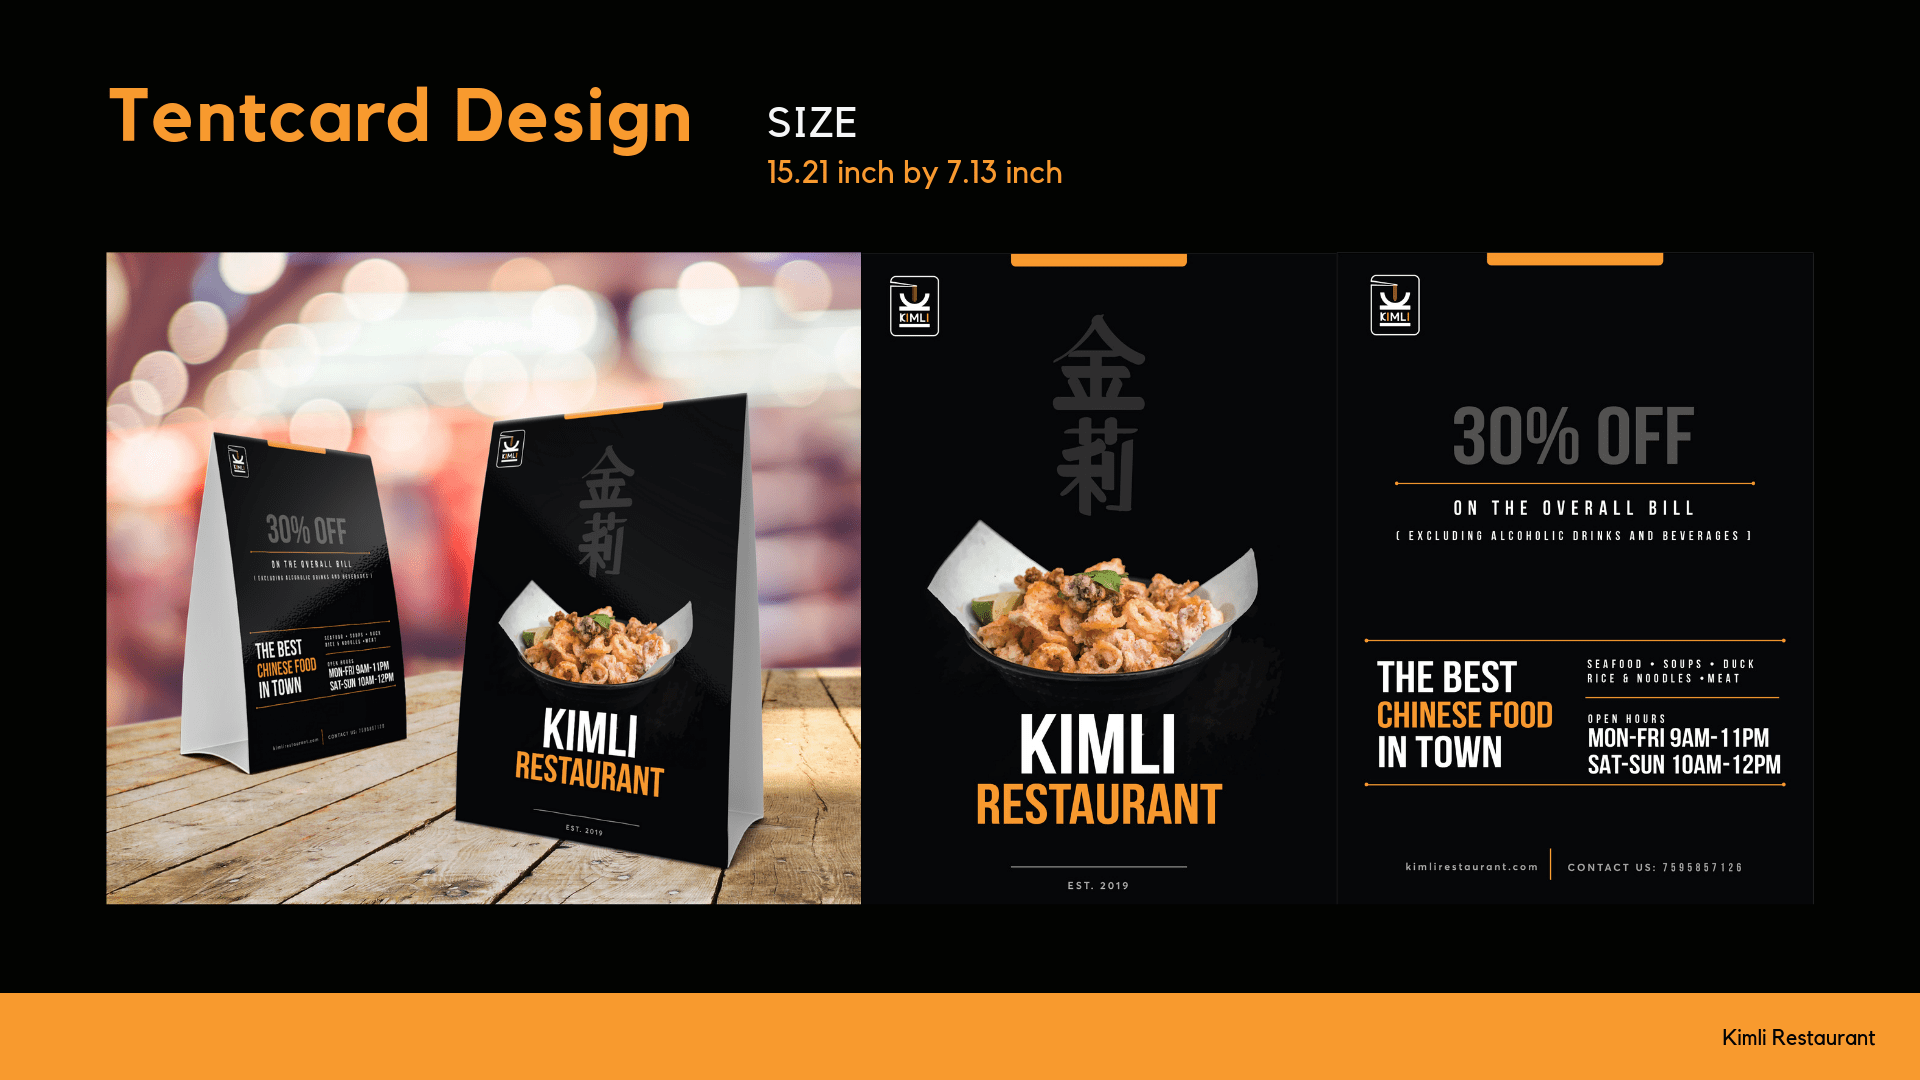 Tentcard Design
SIZE
15.21 inch by 7.13 inch
KIMLI
30% OFF
ON THE OVERALL BILL
( EXCLUDING ALCOHOLIC DRINKS AND BEVERAGES )
THE BEST
CHINESE FOOD
IN TOWN
SEAFOOD • SOUPS • DUCK
RICE & NOODLES •MEAT
OPEN HOURS
MON-FRI 9AM-11PM
SAT-SUN 10AM-12PM
kimlirestaurant.com
CONTACT US: 7595857126
KIMLI
金
莉
KIMLI
RESTAURANT
EST. 2019
KIMLI
金
莉
KIMLI
RESTAURANT
EST. 2019
KIMLI
30% OFF
ON THE OVERALL BILL
( EXCLUDING ALCOHOLIC DRINKS AND BEVERAGES )
THE BEST
CHINESE FOOD
IN TOWN
SEAFOOD • SOUPS • DUCK
RICE & NOODLES •MEAT
OPEN HOURS
MON-FRI 9AM-11PM
SAT-SUN 10AM-12PM
kimlirestaurant.com
CONTACT US: 7595857126
Kimli Restaurant